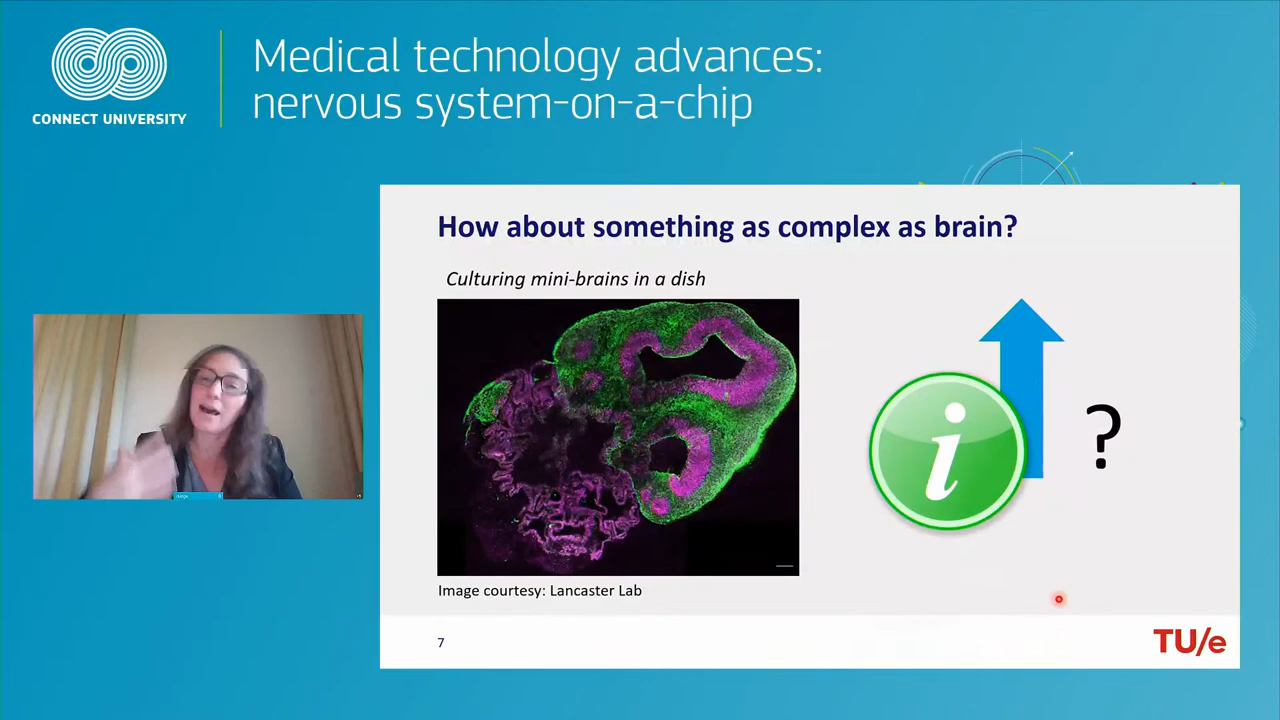 CONNECT UNIVERSITY
Medical technology advances:
nervous system-on-a-chip
How about something as complex as brain?
Culturing mini-brains in a dish
i
?
Image courtesy: Lancaster Lab
7
TU/e